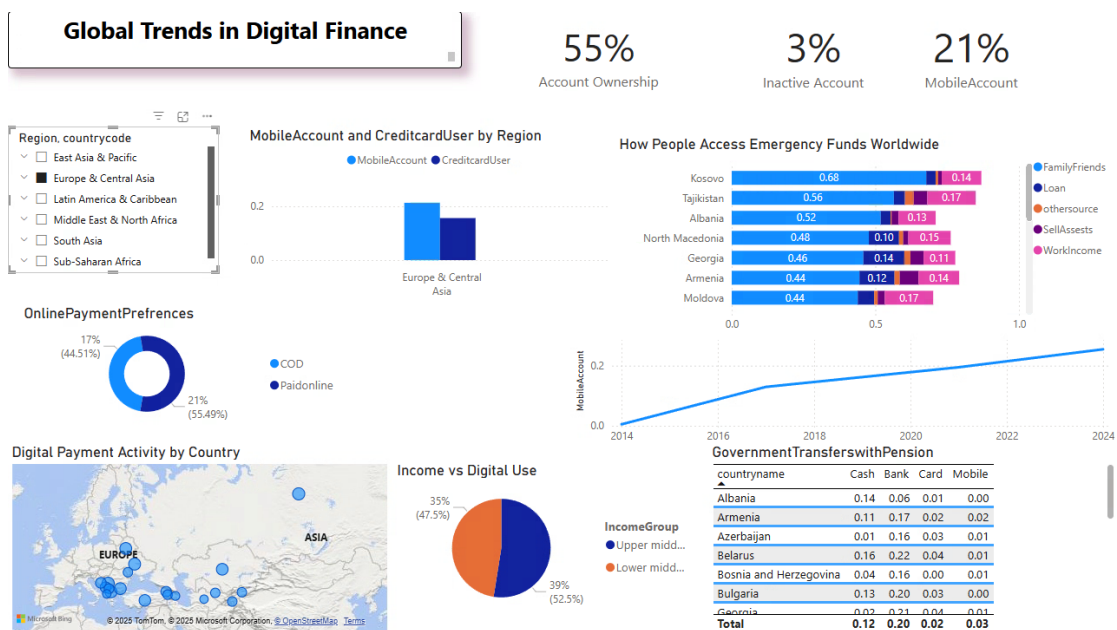 Global Trends in Digital Finance
55%
Account Ownership
3%
Inactive Account
21%
MobileAccount
Region, countrycode
East Asia & Pacific
Europe & Central Asia
Latin America & Caribbean
Middle East & North Africa
South Asia
Sub-Saharan Africa
MobileAccount and CreditcardUser by Region
MobileAccount CreditcardUser
0.2
0.0
Europe & Central
Asia
How People Access Emergency Funds Worldwide
Kosovo 0.68 0.14
Tajikistan 0.56 0.17
Albania 0.52 0.13
North Macedonia 0.48 0.10 0.15
Georgia 0.46 0.14 0.11
Armenia 0.44 0.12 0.14
Moldova 0.44 0.17
0.0 0.5 1.0
FamilyFriends
Loan
othersource
SellAssests
WorkIncome
OnlinePaymentPrefrences
17%
(44.51%)
21%
(55.49%)
COD
Paidonline
MobileAccount
0.2
0.0
2014 2016 2018 2020 2022 2024
Digital Payment Activity by Country
EUROPE
ASIA
Microsoft Bing
© 2025 TomTom, © 2025 Microsoft Corporation, © OpenStreetMap Terms
Income vs Digital Use
35%
(47.5%)
39%
(52.5%)
IncomeGroup
Upper midd...
Lower midd...
GovernmentTransferswithPension
countryname Cash Bank Card Mobile
Albania 0.14 0.06 0.01 0.00
Armenia 0.11 0.17 0.02 0.02
Azerbaijan 0.01 0.16 0.03 0.01
Belarus 0.16 0.22 0.04 0.01
Bosnia and Herzegovina 0.04 0.16 0.00 0.01
Bulgaria 0.13 0.20 0.03 0.00
Georgia 0.02 0.21 0.04 0.01
Total 0.12 0.20 0.02 0.03